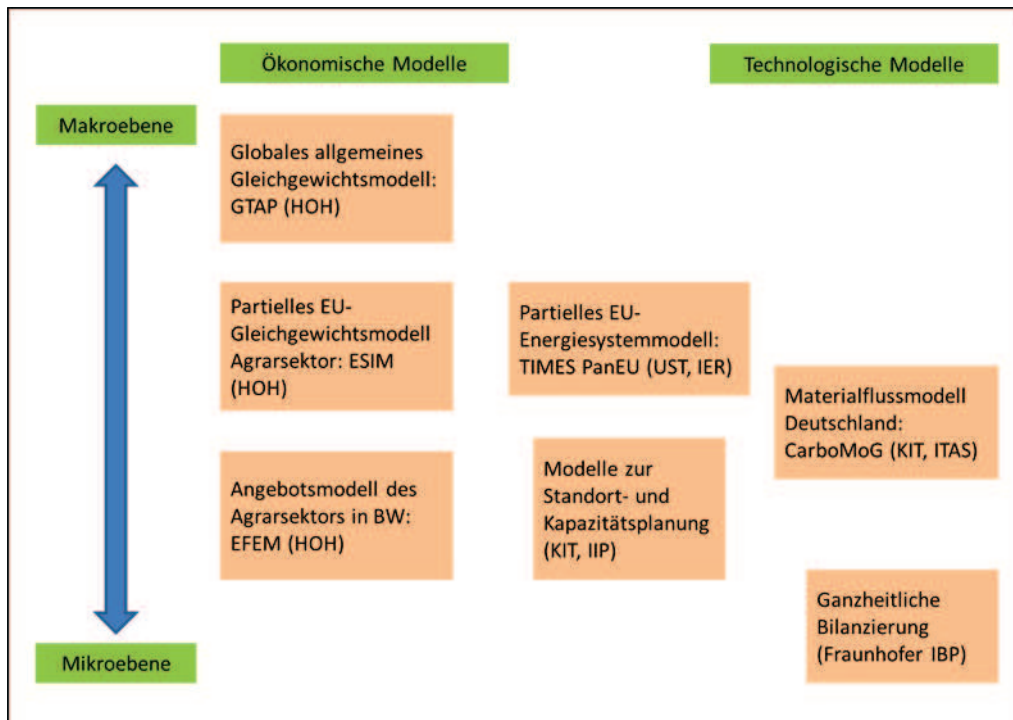 Ökonomische Modelle
Technologische Modelle
Makroebene
Globales allgemeines
Gleichgewichtsmodell:
GTAP (HOH)
Partielles EU-
Gleichgewichtsmodell
Agrarsektor: ESIM
(HOH)
Partielles EU-
Energiesystemmodell:
TIMES PanEU (UST, IER)
Materialflussmodell
Deutschland:
CarboMoG (KIT, ITAS)
Angebotsmodell des
Agrarsektors in BW:
EFEM (HOH)
Modelle zur
Standort- und
Kapazitätsplanung
(KIT, IIP)
Ganzheitliche
Bilanzierung
(Fraunhofer IBP)
Mikroebene